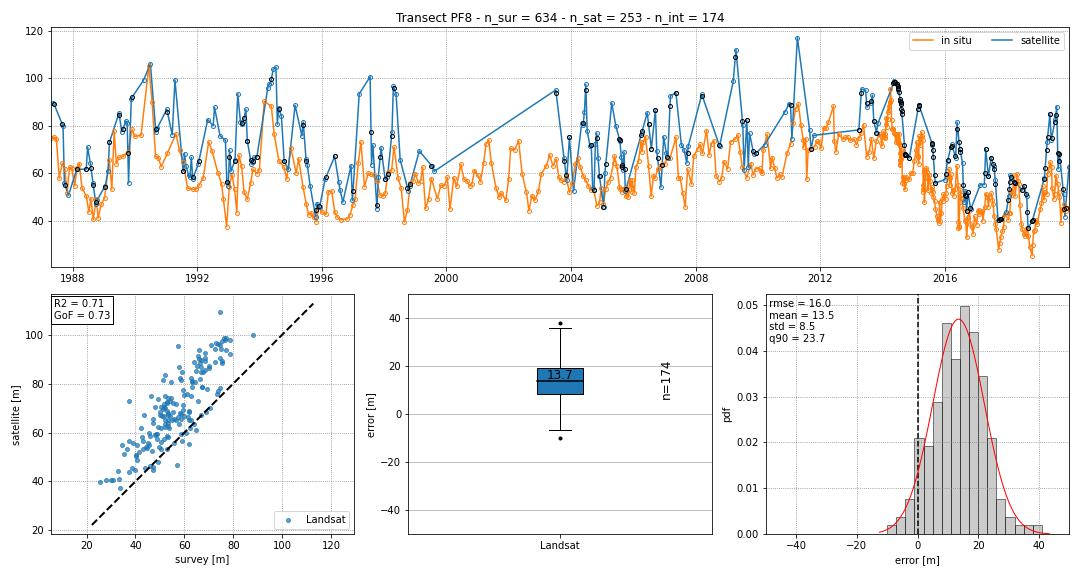 Transect PF8 - n_sur = 634 - n_sat = 253 - n_int = 174
120
100
80
60
40
in situ
satellite
1988 1992 1996 2000 2004 2008 2012 2016
R2 = 0.71
GoF = 0.73
satellite [m]
100
80
60
40
20
20 40 60 80 100 120
survey [m]
Landsat
error [m]
40
20
0
−20
−40
13.7
n=174
Landsat
rmse = 16.0
mean = 13.5
std = 8.5
q90 = 23.7
pdf
0.05
0.04
0.03
0.02
0.01
0.00
−40 −20 0 20 40
error [m]